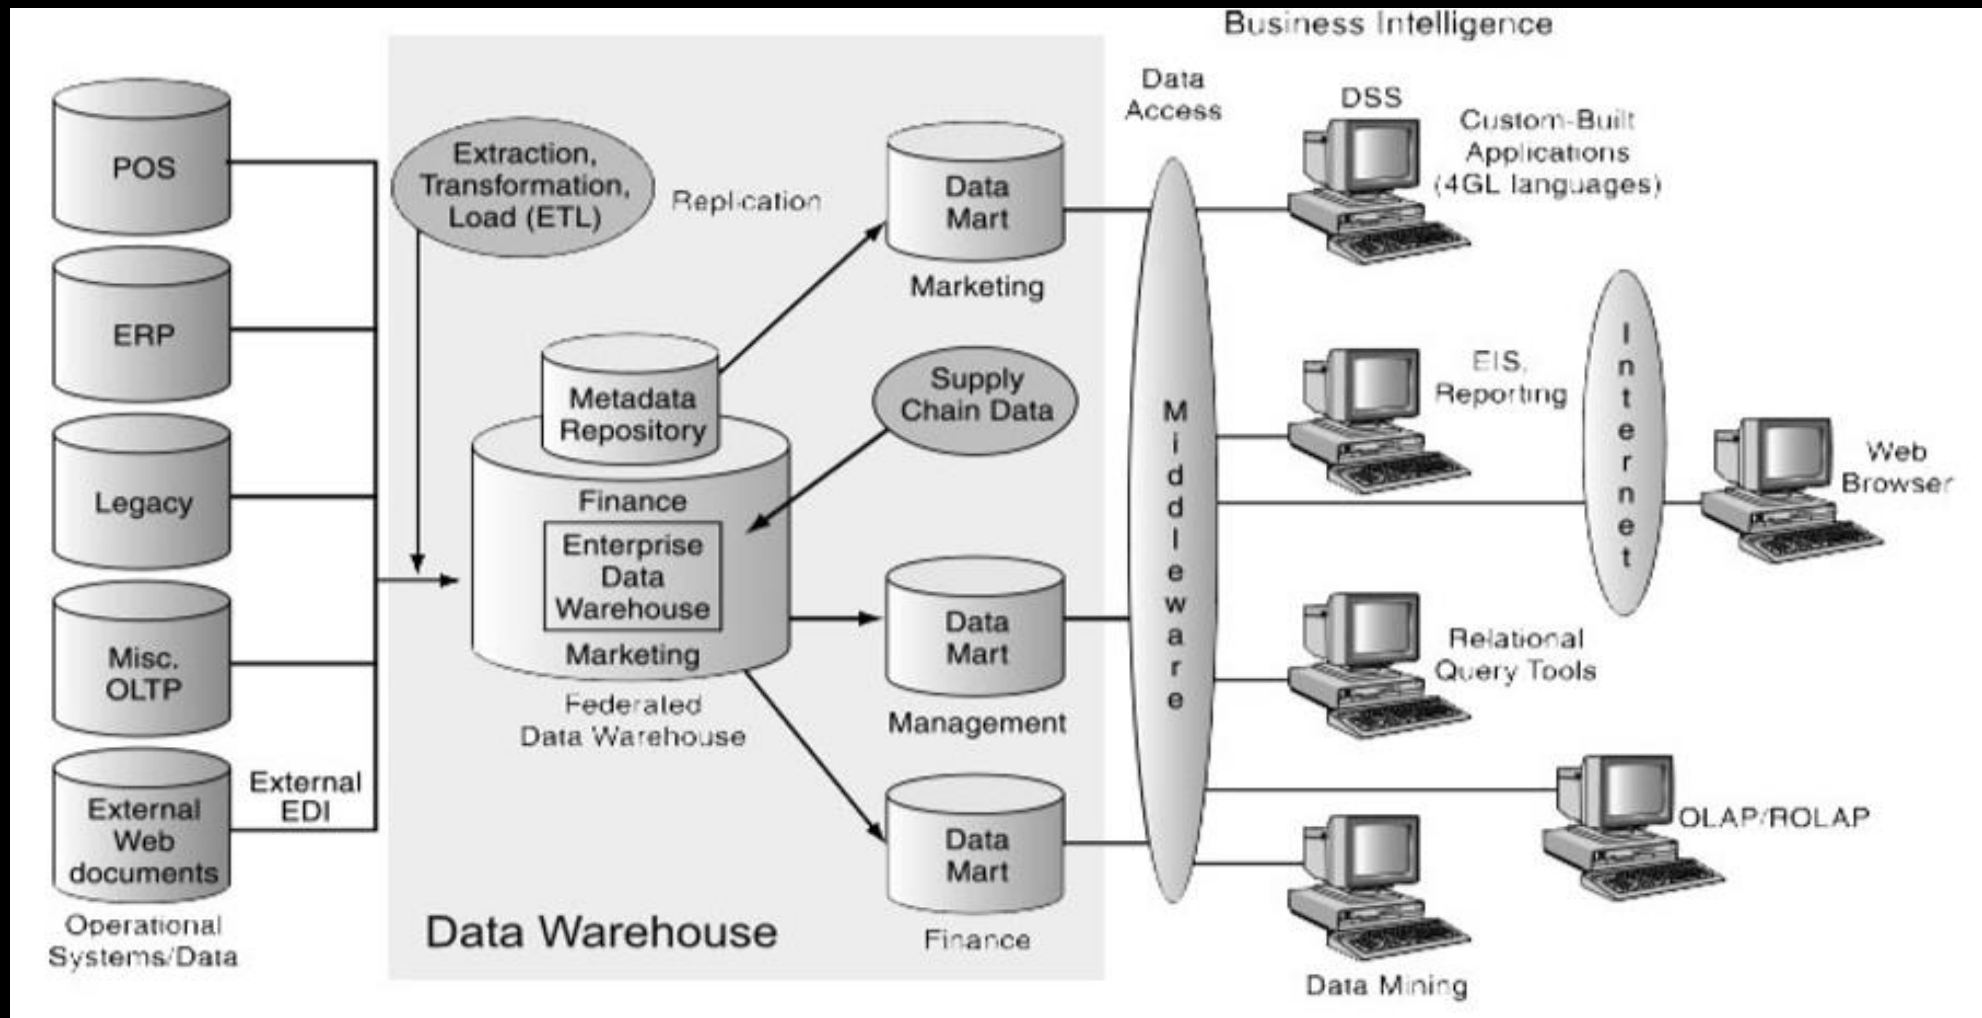 Business Intelligence
POS
ERP
Legacy
Misc.
OLTP
External
Web
documents
External
EDI
Operational
Systems/Data
Extraction,
Transformation,
Load (ETL)
Replication
Metadata
Repository
Finance
Enterprise
Data
Warehouse
Marketing
Federated
Data Warehouse
Supply
Chain Data
Data
Mart
Marketing
Data
Mart
Management
Data
Mart
Finance
Data Warehouse
Data
Access
Middleware
DSS
Custom-Built
Applications
(4GL languages)
EIS,
Reporting
Internet
Web
Browser
Relational
Query Tools
OLAP/ROLAP
Data Mining